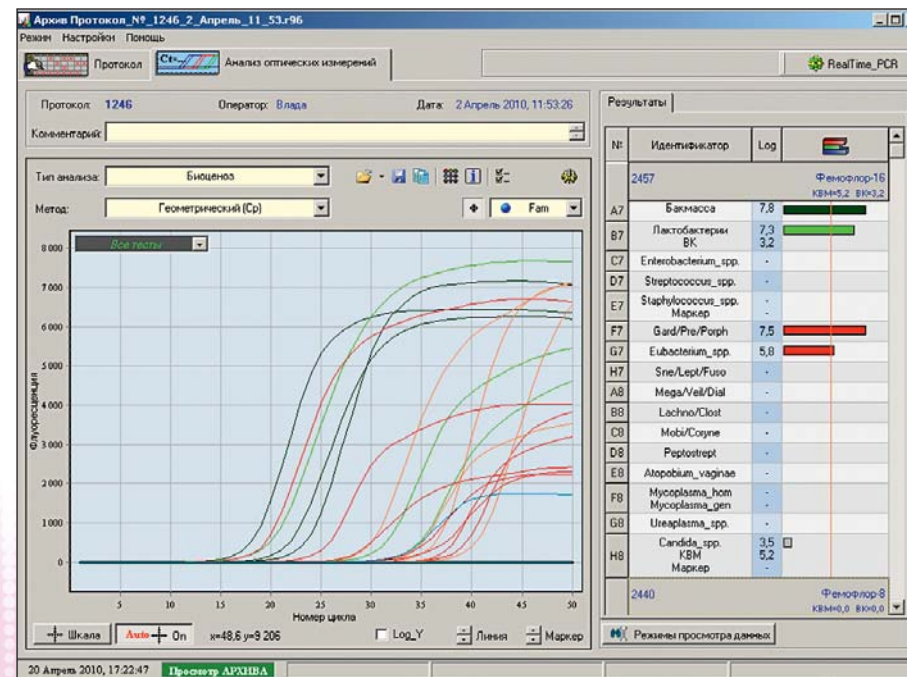 Архив Протокол_№_1246_2_Апрель_11_53.r96
Режим Настройки Помощь
Протокол
Ct=
Анализ оптических измерений
RealTime_PCR
Протокол: 1246 Оператор: Влада Дата: 2 Апрель 2010, 11:53:26
Комментарий:
Тип анализа: Биоценоз
Метод: Геометрический (Cp)
Fam
Все тесты
Флуоресценция
8 000
7 000
6 000
5 000
4 000
3 000
2 000
1 000
0
5 10 15 20 25 30 35 40 45 50
Номер цикла
Шкала Auto On x=48,6 y=9 206 Log_Y Линия Маркер
Результаты
№ Идентификатор Log
2457 Фемофлор-16
КВМ=5,2 ВК=3,2
A7 Бакмасса 7,8
B7 Лактобактерии 7,3
ВК 3,2
C7 Enterobacterium_spp. -
D7 Streptococcus_spp. -
E7 Staphylococcus_spp. -
Маркер -
F7 Gard/Pre/Porph 7,5
G7 Eubacterium_spp. 5,8
H7 Sne/Lept/Fuso -
A8 Mega/Veil/Dial -
B8 Lachno/Clost -
C8 Mobi/Coryne -
D8 Peptostrept -
E8 Atopobium_vaginae -
F8 Mycoplasma_hom -
Mycoplasma_gen -
G8 Ureaplasma_spp. -
H8 Candida_spp. 3,5
КВМ 5,2
Маркер -
2440 Фемофлор-8
КВМ=0,0 ВК=0,0
Режимы просмотра данных
20 Апрель 2010, 17:22:47 Просмотр АРХИВА